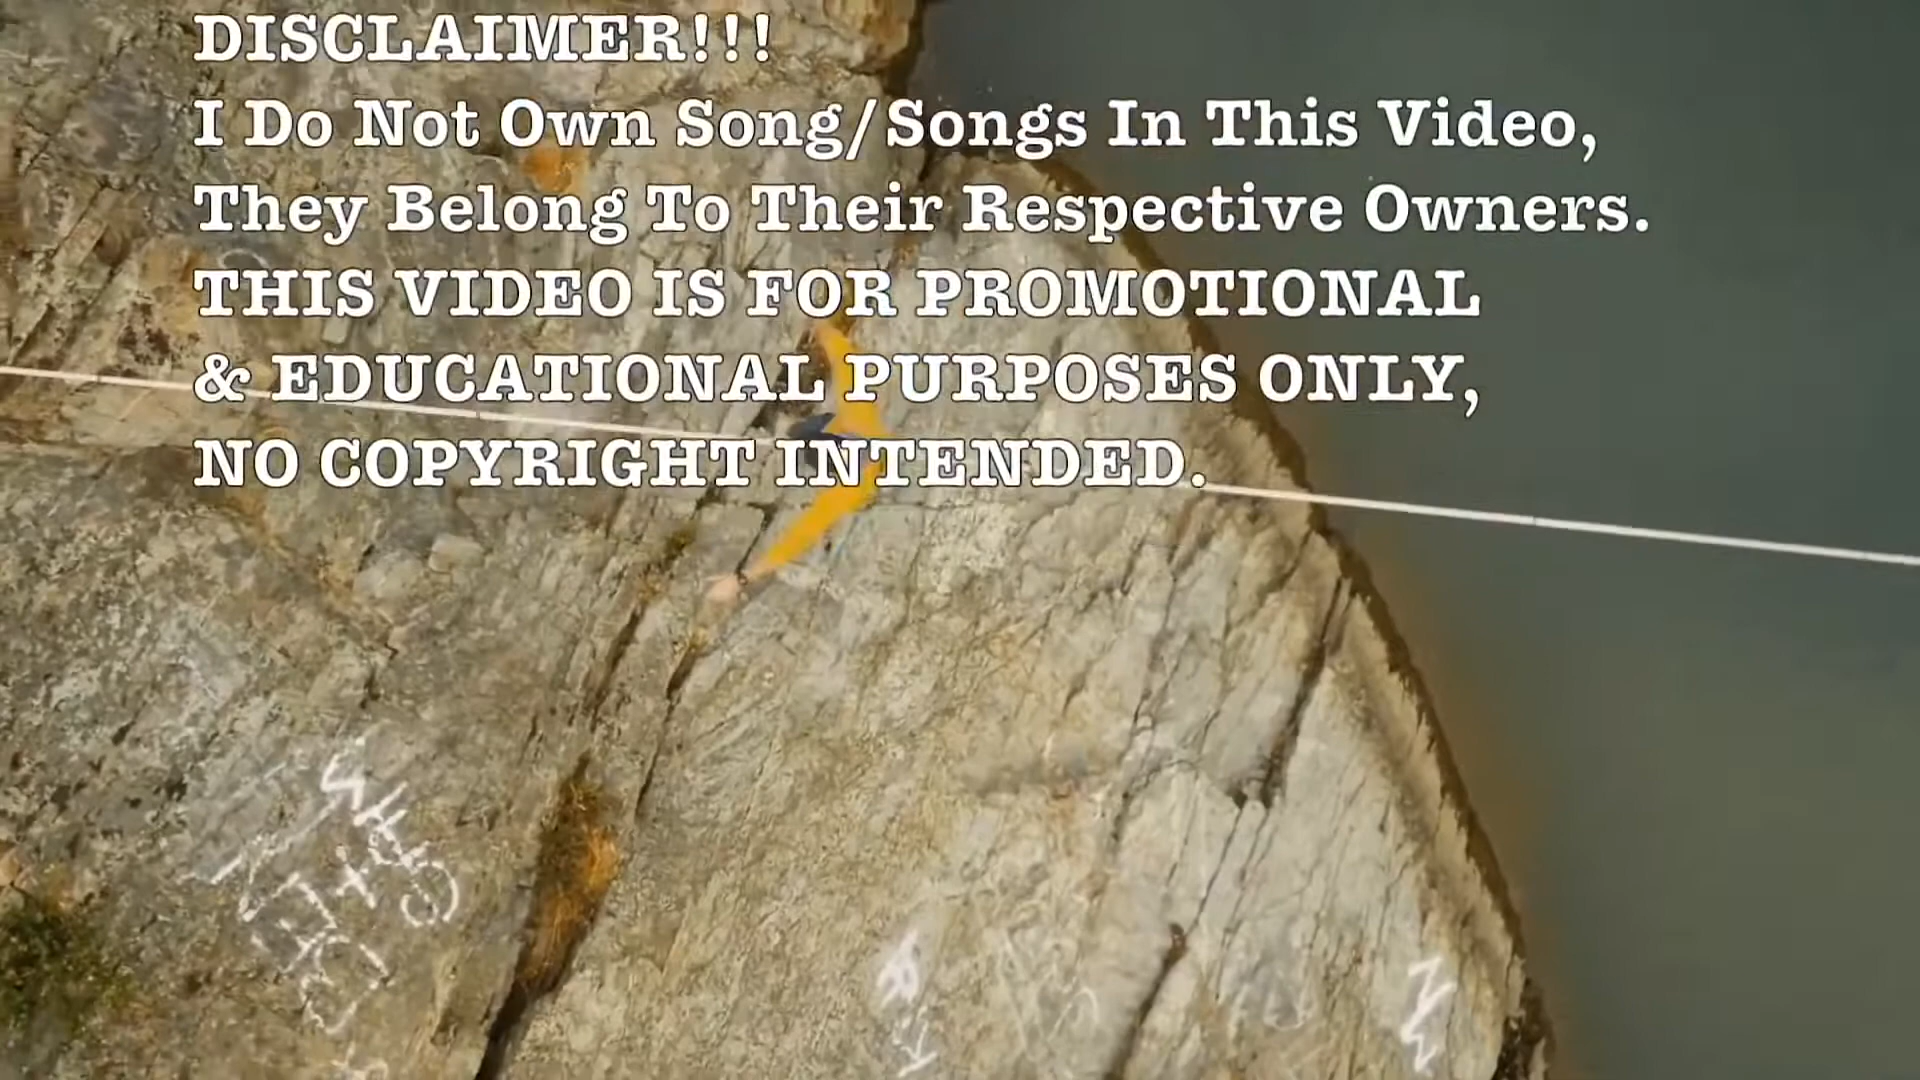 DISCLAIMER!!!
I Do Not Own Song/Songs In This Video,
They Belong To Their Respective Owners.
THIS VIDEO IS FOR PROMOTIONAL
& EDUCATIONAL PURPOSES ONLY,
NO COPYRIGHT INTENDED.